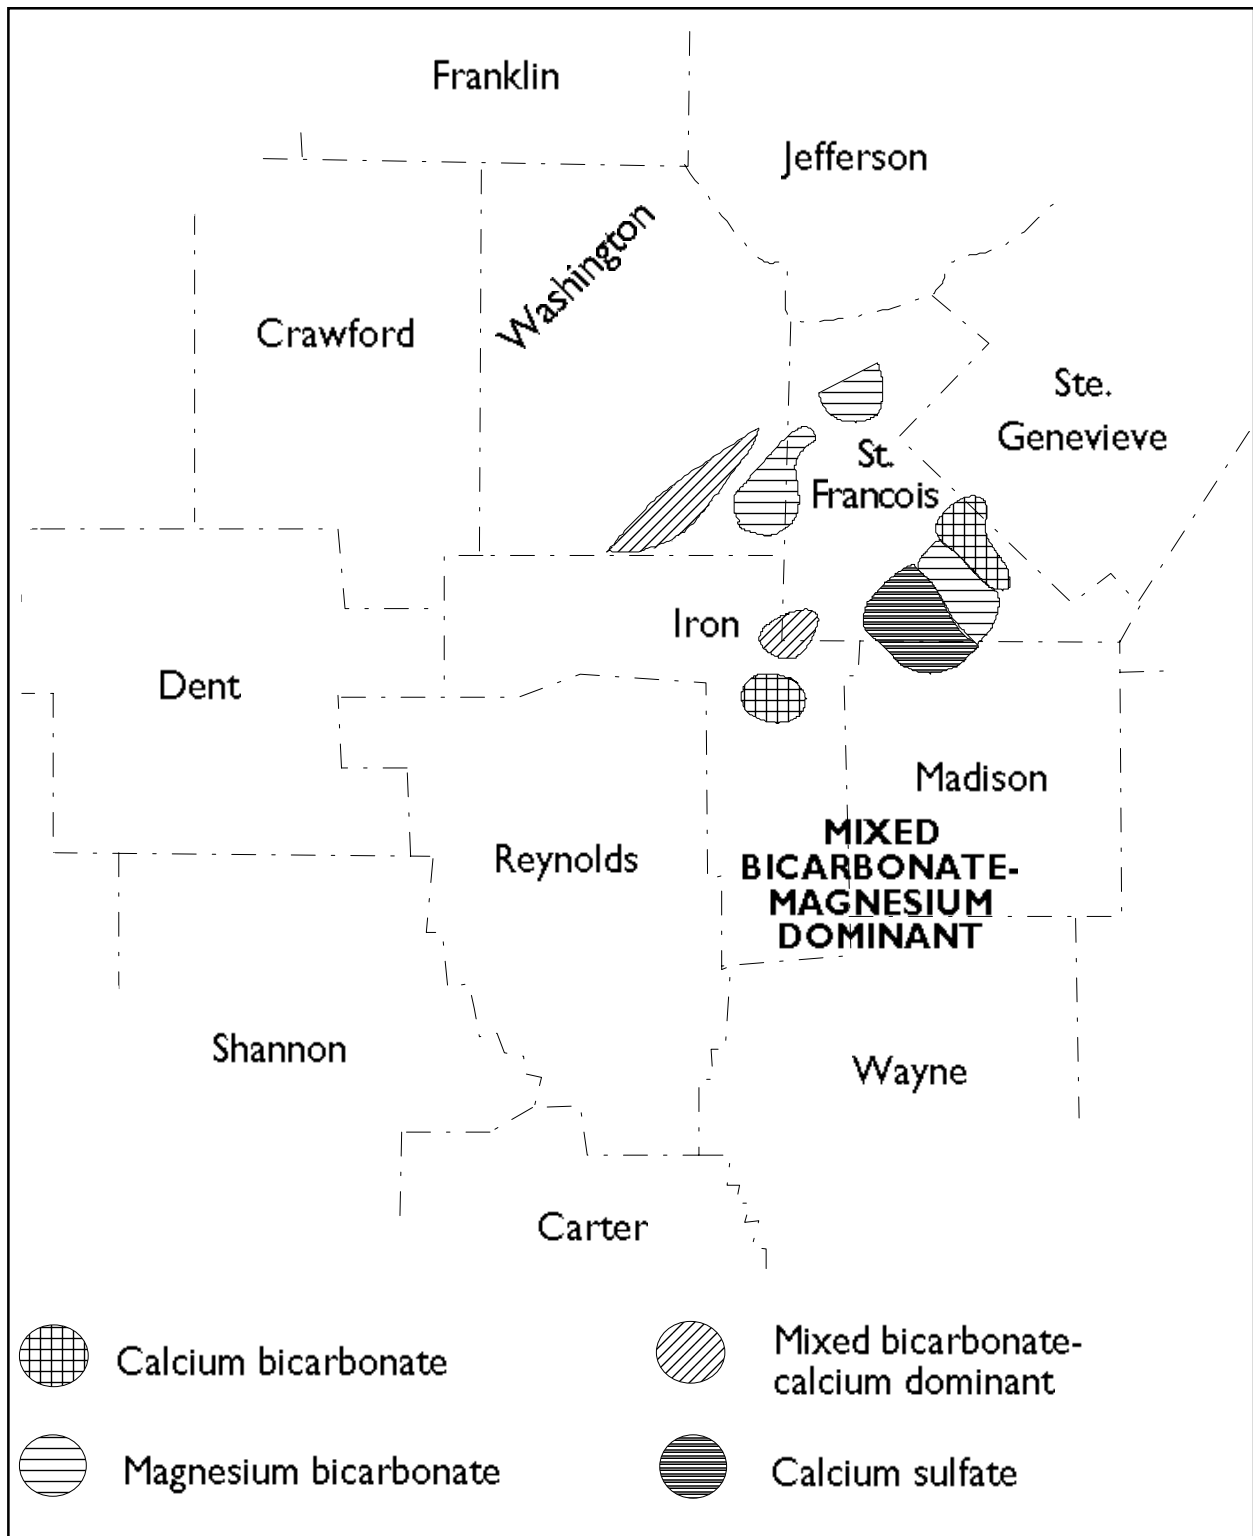 Franklin
Jefferson
Washington
Crawford
Ste.
Genevieve
St.
Francois
Iron
Dent
Madison
MIXED
BICARBONATE-
MAGNESIUM
DOMINANT
Reynolds
Shannon
Wayne
Carter
Calcium bicarbonate
Mixed bicarbonate-
calcium dominant
Magnesium bicarbonate
Calcium sulfate